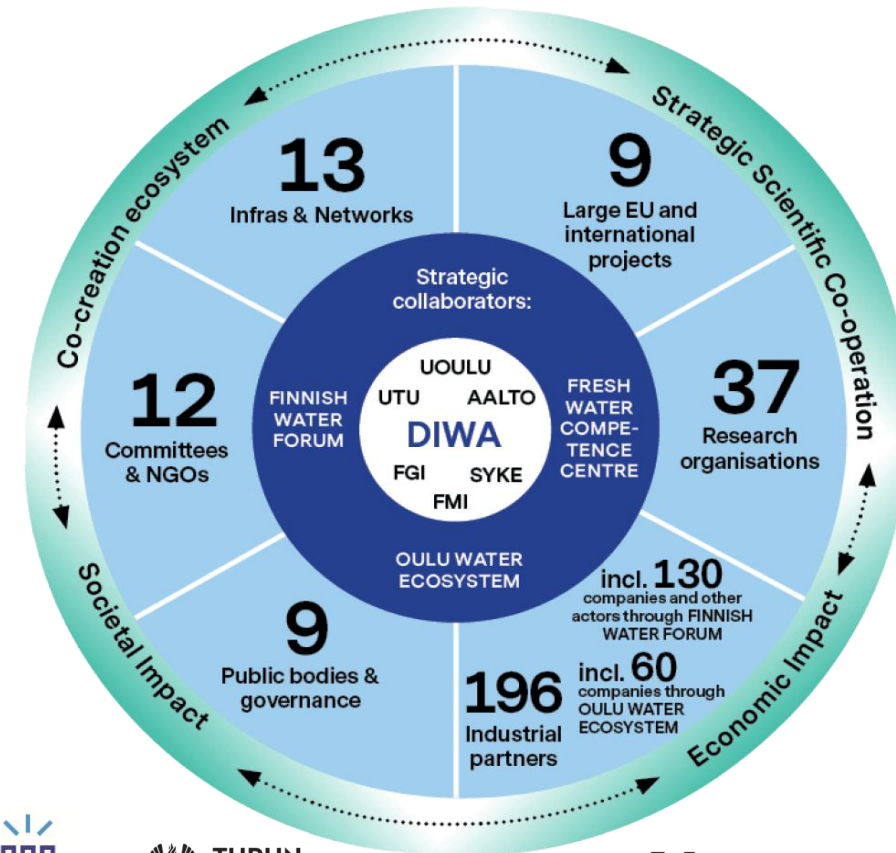 Co-creation ecosystem
Strategic Scientific Co-operation
13
Infras & Networks
9
Large EU and
international
projects
12
Committees
& NGOs
37
Research
organisations
Strategic
collaborators:
FINNISH
WATER
FORUM
FRESH
WATER
COMPE-
TENCE
CENTRE
UOULU
UTU AALTO
DIWA
FGI SYKE
FMI
OULU WATER
ECOSYSTEM
9
Public bodies &
governance
196
Industrial
partners
incl. 130
companies and other
actors through FINNISH
WATER FORUM
incl. 60
companies through
OULU WATER
ECOSYSTEM
Societal Impact
Economic Impact